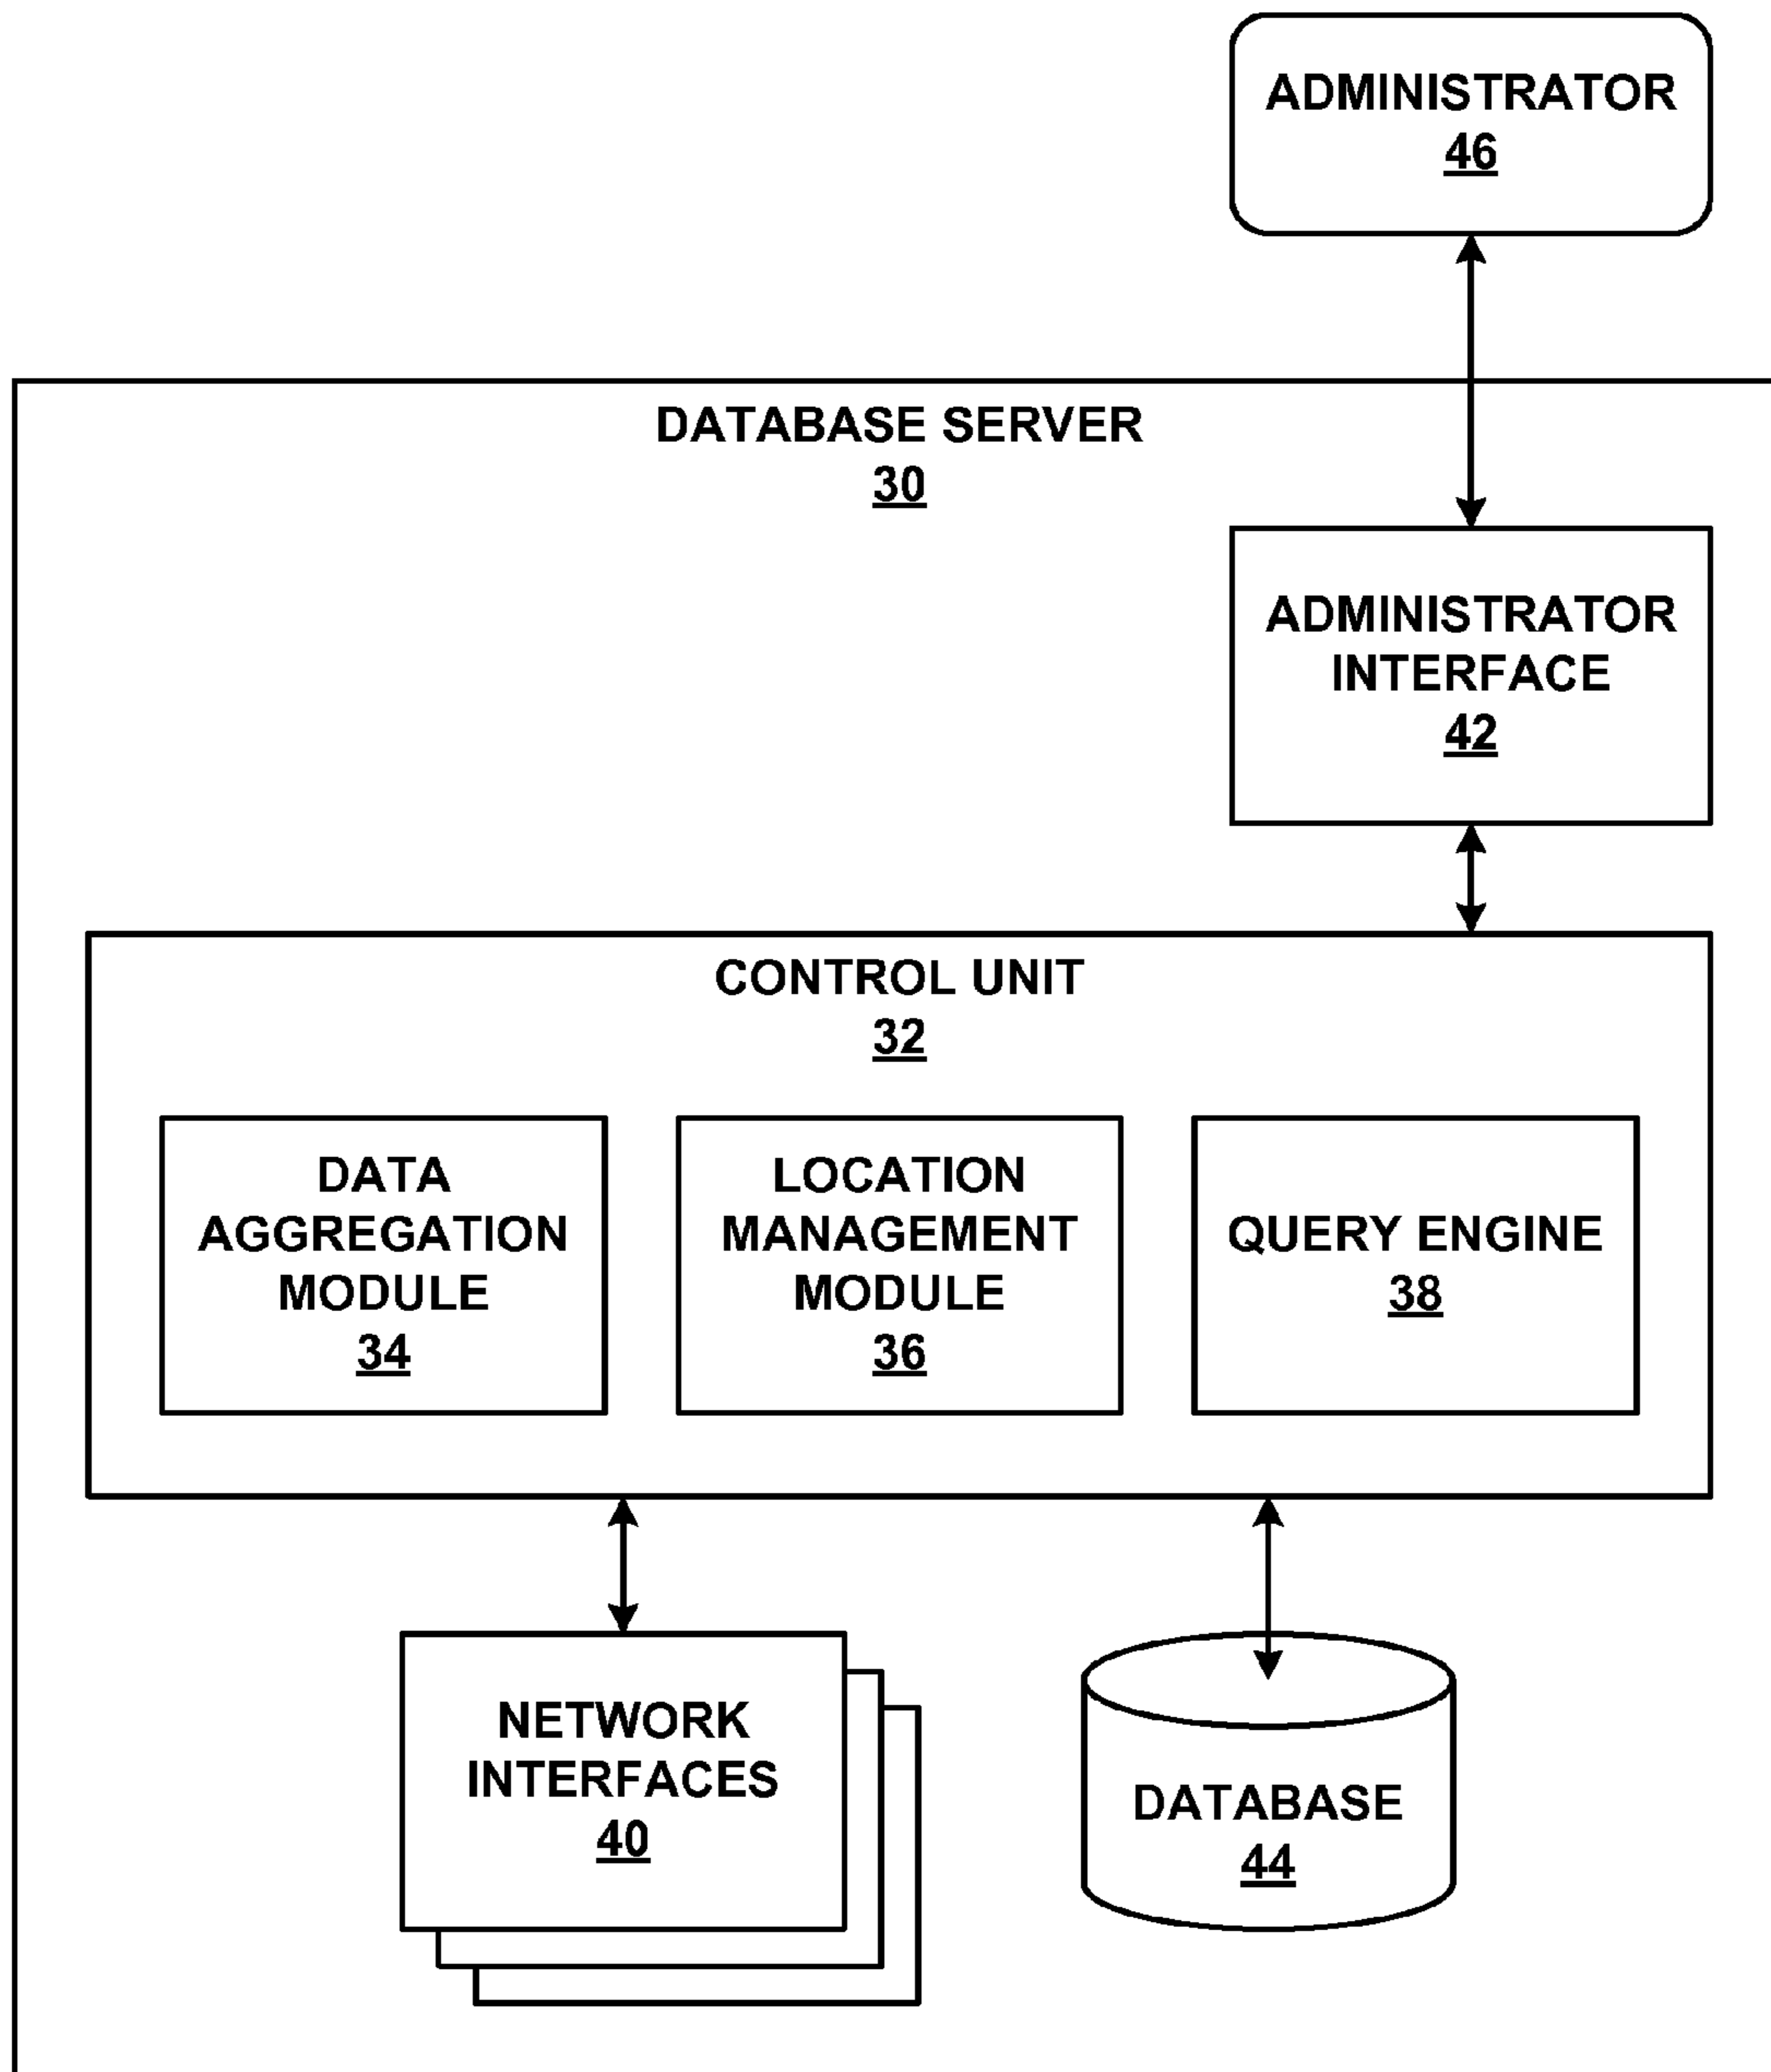 ADMINISTRATOR
46
DATABASE SERVER
30
ADMINISTRATOR
INTERFACE
42
CONTROL UNIT
32
DATA
AGGREGATION
MODULE
34
LOCATION
MANAGEMENT
MODULE
36
QUERY ENGINE
38
NETWORK
INTERFACES
40
DATABASE
44